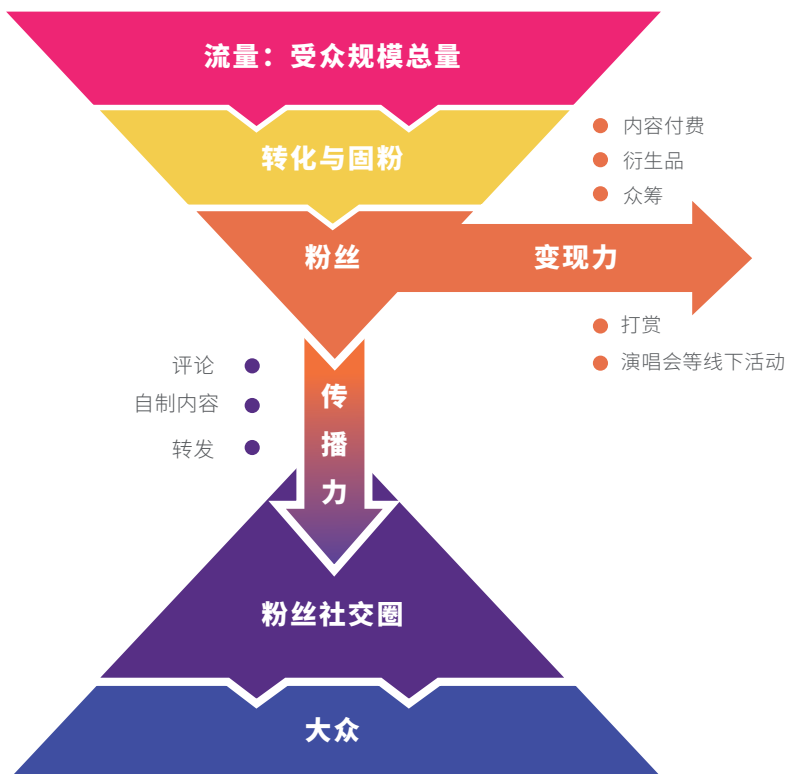 流量：受众规模总量
转化与固粉
粉丝
变现力
内容付费
衍生品
众筹
打赏
演唱会等线下活动
评论
自制内容
转发
传
播
力
粉丝社交圈
大众